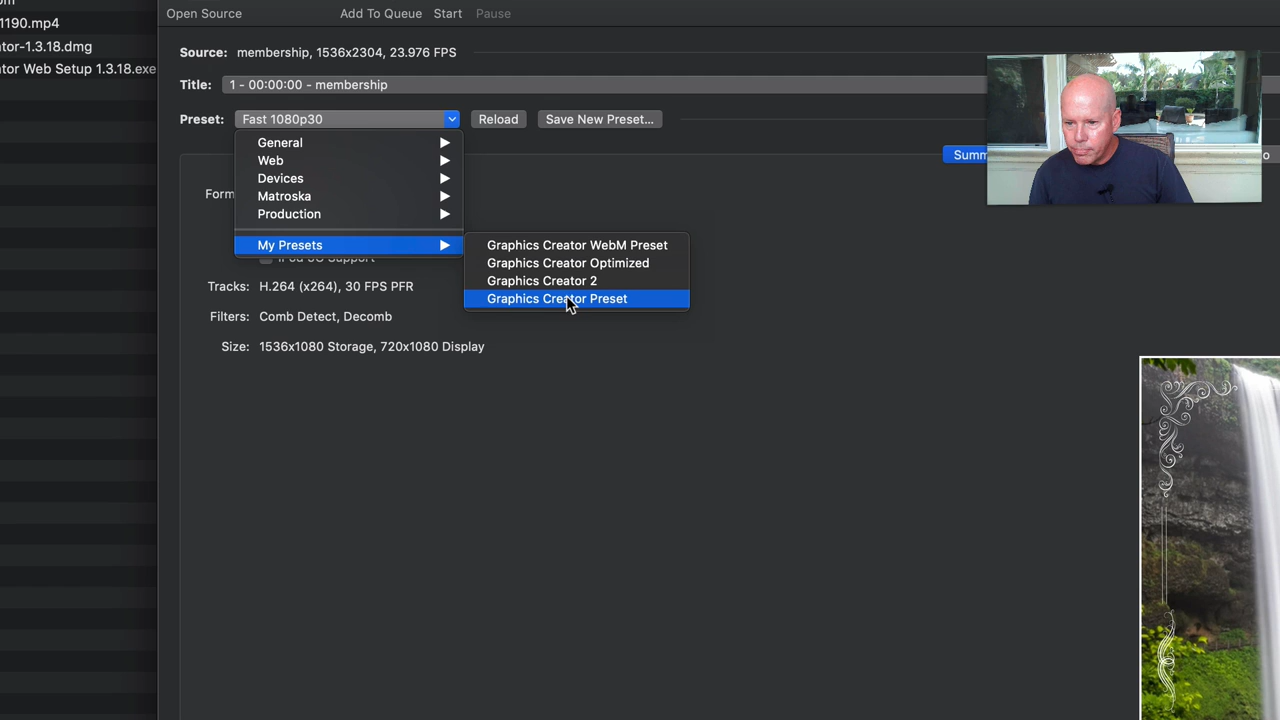 1190.mp4
tor-1.3.18.dmg
tor Web Setup 1.3.18.exe
Open Source
Add To Queue
Start
Pause
Source: membership, 1536x2304, 23.976 FPS
Title: 1 - 00:00:00 - membership
Preset: Fast 1080p30
Reload
Save New Preset...
General
Web
Devices
Matroska
Production
My Presets
Graphics Creator WebM Preset
Graphics Creator Optimized
Graphics Creator 2
Graphics Creator Preset
Summ
o
Form
Tracks: H.264 (x264), 30 FPS PFR
Filters: Comb Detect, Decomb
Size: 1536x1080 Storage, 720x1080 Display